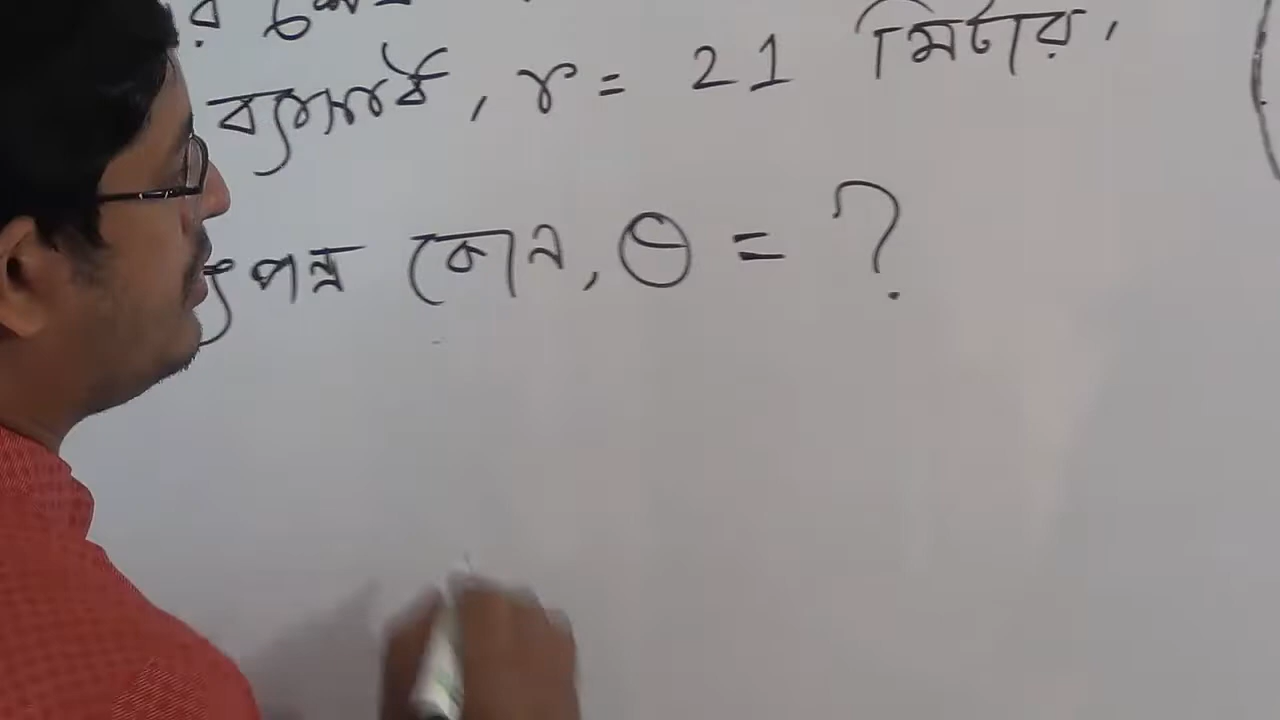 ব্যাসার্ধ, r = 21 মিটার,
কোন, θ = ?